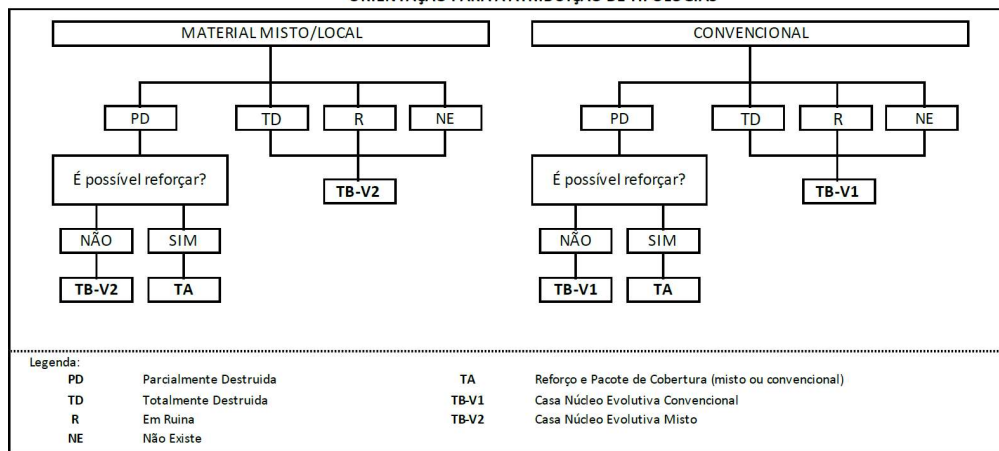 MATERIAL MISTO/LOCAL
PD TD R NE
É possível reforçar?
TB-V2
NÃO SIM
TB-V2 TA
CONVENCIONAL
PD TD R NE
É possível reforçar?
TB-V1
NÃO SIM
TB-V1 TA
Legenda:
PD Parcialmente Destruida
TD Totalmente Destruida
R Em Ruina
NE Não Existe
TA Reforço e Pacote de Cobertura (misto ou convencional)
TB-V1 Casa Núcleo Evolutiva Convencional
TB-V2 Casa Núcleo Evolutiva Misto